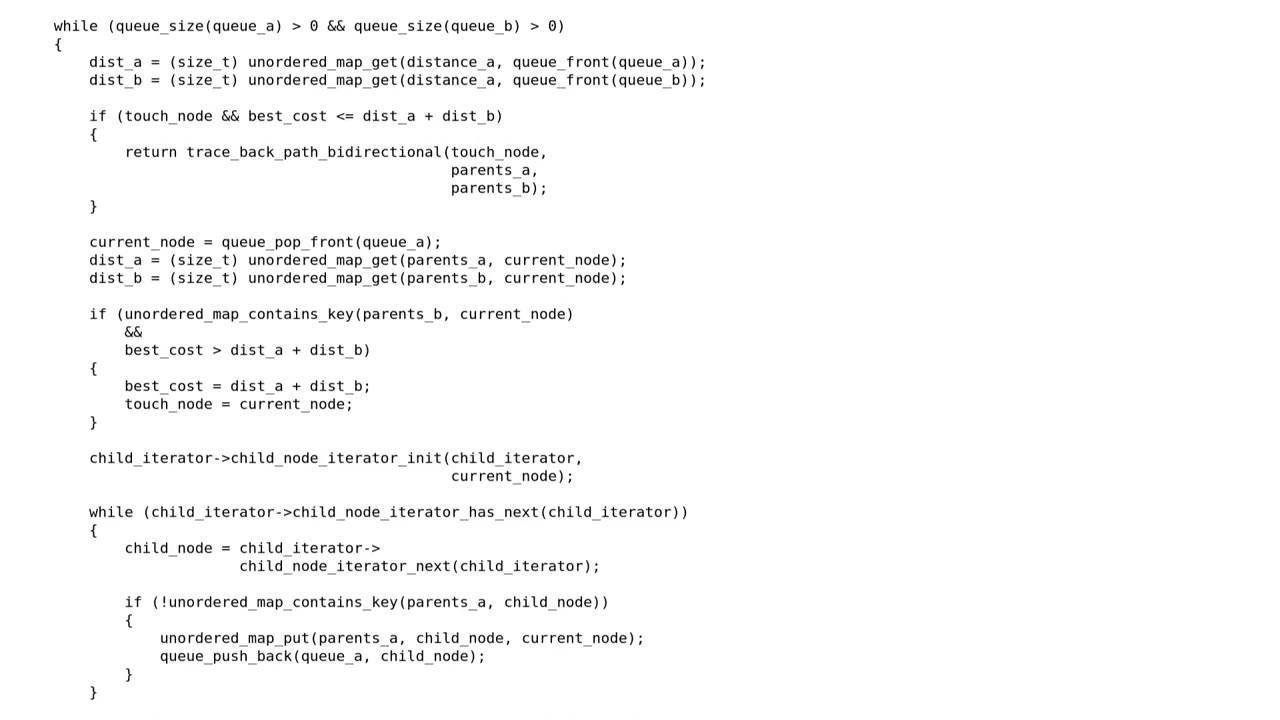 while (queue_size(queue_a) > 0 && queue_size(queue_b) > 0)
{
    dist_a = (size_t) unordered_map_get(distance_a, queue_front(queue_a));
    dist_b = (size_t) unordered_map_get(distance_a, queue_front(queue_b));

    if (touch_node && best_cost <= dist_a + dist_b)
    {
        return trace_back_path_bidirectional(touch_node,
                                             parents_a,
                                             parents_b);
    }

    current_node = queue_pop_front(queue_a);
    dist_a = (size_t) unordered_map_get(parents_a, current_node);
    dist_b = (size_t) unordered_map_get(parents_b, current_node);

    if (unordered_map_contains_key(parents_b, current_node)
        &&
        best_cost > dist_a + dist_b)
    {
        best_cost = dist_a + dist_b;
        touch_node = current_node;
    }

    child_iterator->child_node_iterator_init(child_iterator,
                                             current_node);

    while (child_iterator->child_node_iterator_has_next(child_iterator))
    {
        child_node = child_iterator->
                     child_node_iterator_next(child_iterator);

        if (!unordered_map_contains_key(parents_a, child_node))
        {
            unordered_map_put(parents_a, child_node, current_node);
            queue_push_back(queue_a, child_node);
        }
    }